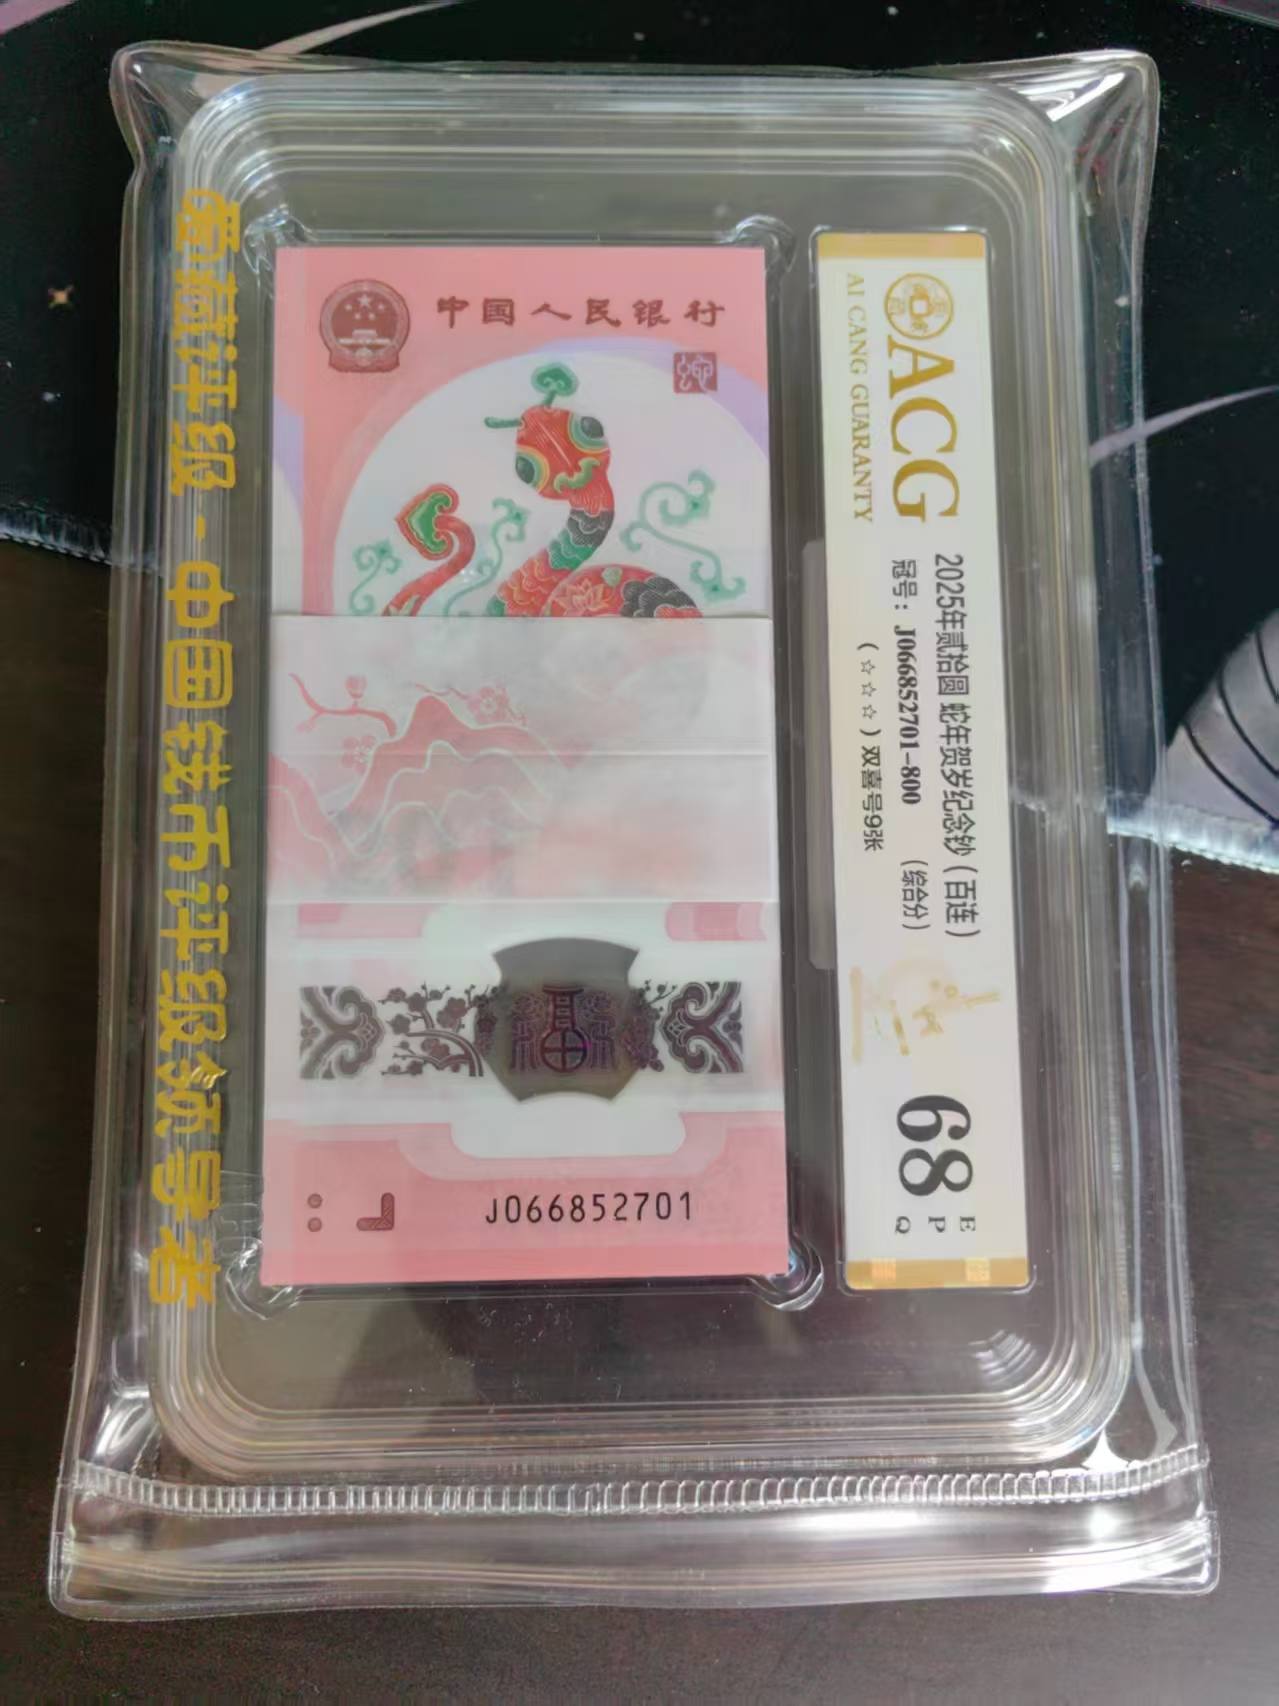 爱藏评级-中国钱币评级领导者
中国人民银行
蛇
福
J066852701
ACG
AI CANG GUARANTY
2025年贰拾圆 蛇年贺岁纪念钞（百连）
冠号：J066852701-800 （综合分）
（☆☆☆）双喜号9张
68
E
P
Q